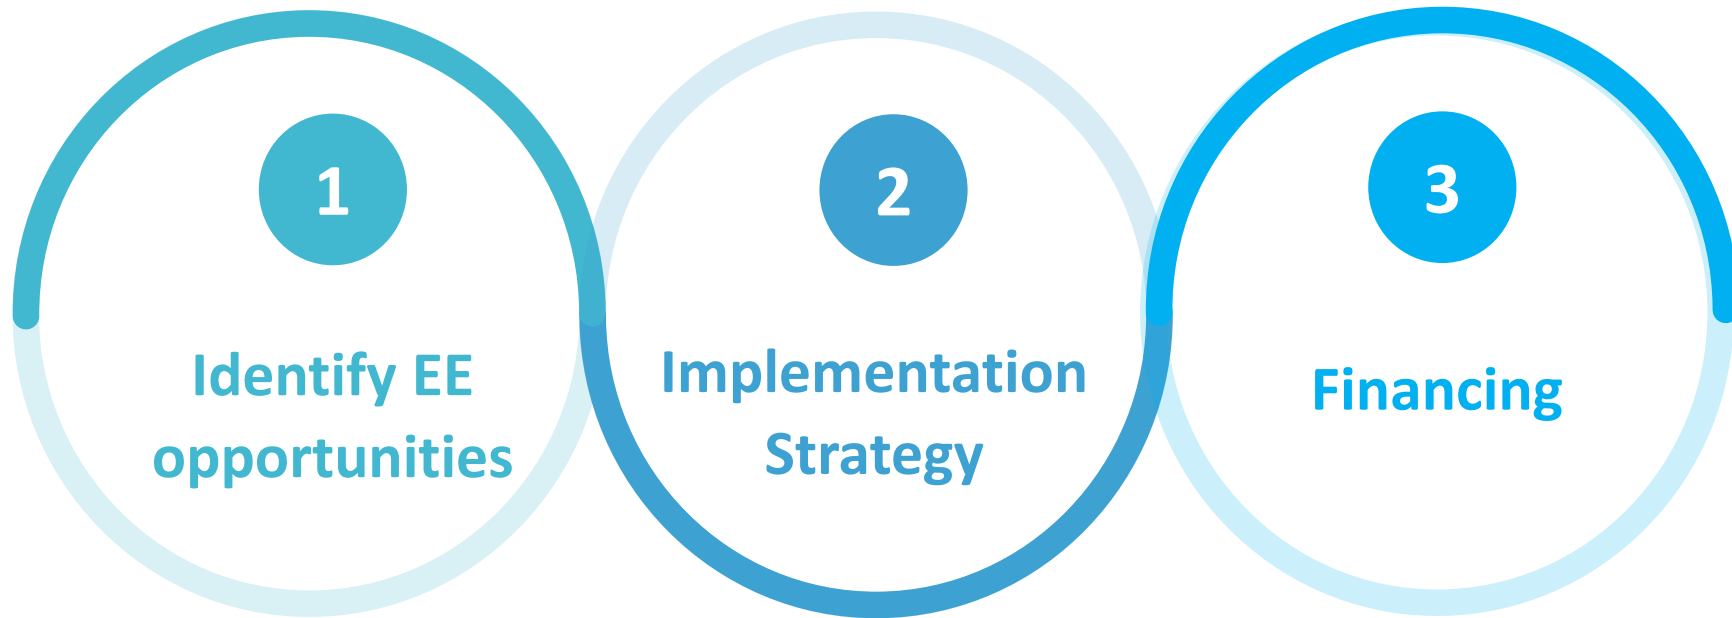 1
Identify EE
opportunities
2
Implementation
Strategy
3
Financing